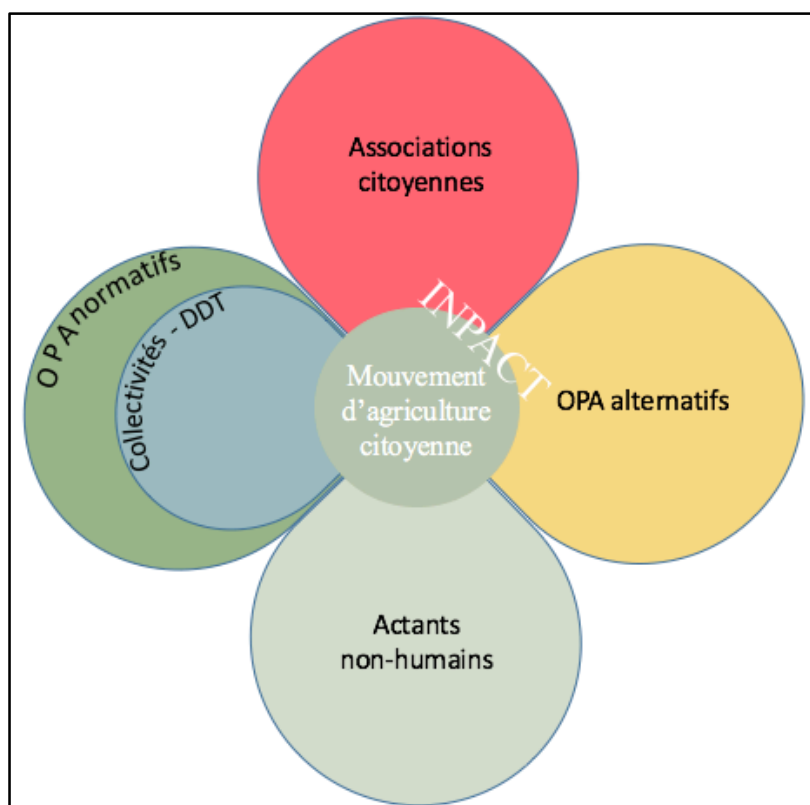 Associations
citoyennes
O P A normatifs
Collectivités - DDT
INPACT
Mouvement
d'agriculture
citoyenne
OPA alternatifs
Actants
non-humains